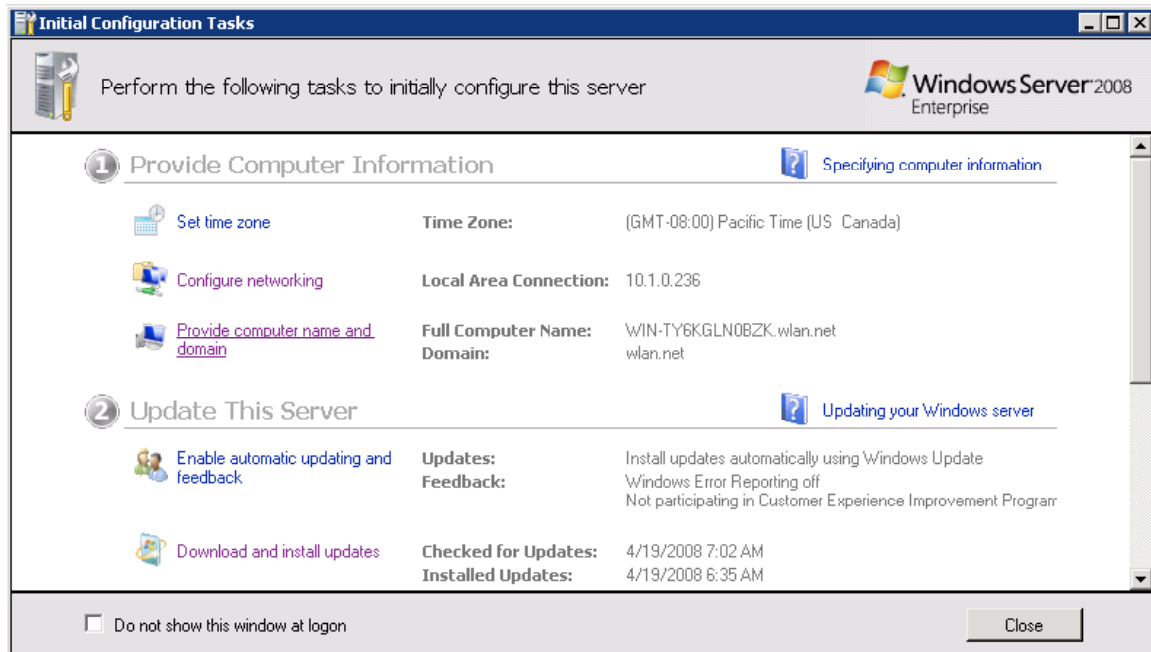 Initial Configuration Tasks
Perform the following tasks to initially configure this server
Windows Server 2008
Enterprise
1 Provide Computer Information
Specifying computer information
Set time zone
Time Zone:
(GMT-08:00) Pacific Time (US Canada)
Configure networking
Local Area Connection:
10.1.0.236
Provide computer name and
domain
Full Computer Name:
WIN-TY6KGLN0BZK.wlan.net
Domain:
wlan.net
2 Update This Server
Updating your Windows server
Enable automatic updating and
feedback
Updates:
Install updates automatically using Windows Update
Feedback:
Windows Error Reporting off
Not participating in Customer Experience Improvement Program
Download and install updates
Checked for Updates:
4/19/2008 7:02 AM
Installed Updates:
4/19/2008 6:35 AM
Do not show this window at logon
Close